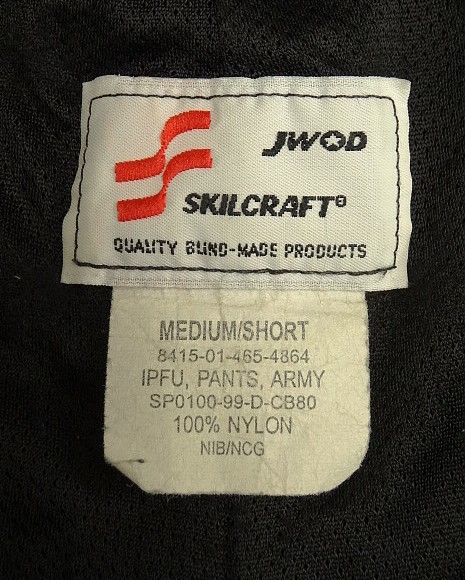 JWOD
SKILCRAFT®
QUALITY BLIND-MADE PRODUCTS
MEDIUM/SHORT
8415-01-465-4864
IPFU, PANTS, ARMY
SP0100-99-D-CB80
100% NYLON
NIB/NCG